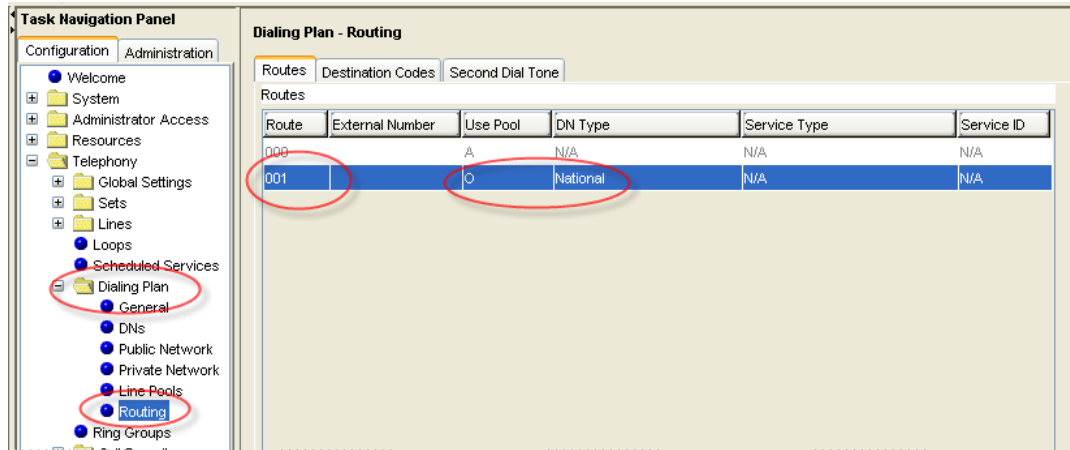 Task Navigation Panel
Configuration Administration
Welcome
System
Administrator Access
Resources
Telephony
Global Settings
Sets
Lines
Loops
Scheduled Services
Dialing Plan
General
DNs
Public Network
Private Network
Line Pools
Routing
Ring Groups
Dialing Plan - Routing
Routes Destination Codes Second Dial Tone
Routes
Route External Number Use Pool DN Type Service Type Service ID
000 A N/A N/A N/A
001 O National N/A N/A